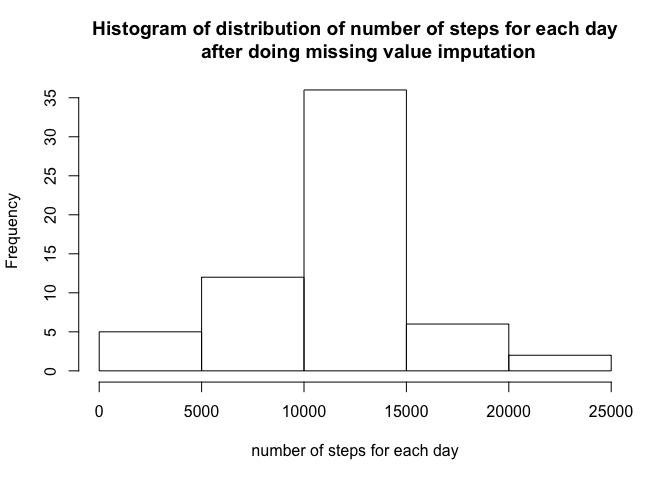 Histogram of distribution of number of steps for each day
after doing missing value imputation
Frequency
35
30
25
20
15
10
5
0
0 5000 10000 15000 20000 25000
number of steps for each day